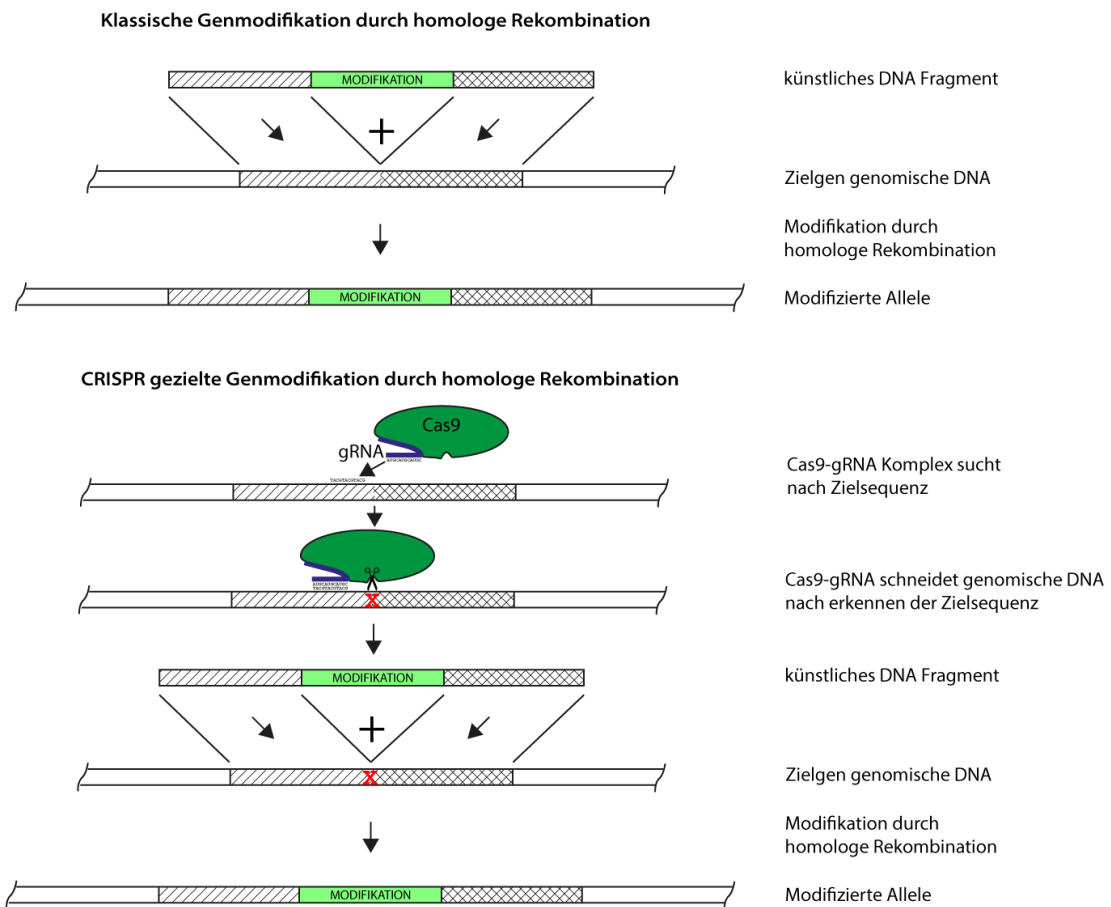 Klassische Genmodifikation durch homologe Rekombination
MODIFIKATION
künstliches DNA Fragment
+
Zielgen genomische DNA
Modifikation durch
homologe Rekombination
MODIFIKATION
Modifizierte Allele
CRISPR gezielte Genmodifikation durch homologe Rekombination
Cas9
gRNA
Cas9-gRNA Komplex sucht
nach Zielsequenz
TACGTACGTACG
Cas9-gRNA schneidet genomische DNA
nach erkennen der Zielsequenz
TACGTACGTACG
X
MODIFIKATION
künstliches DNA Fragment
+
X
Zielgen genomische DNA
Modifikation durch
homologe Rekombination
MODIFIKATION
Modifizierte Allele